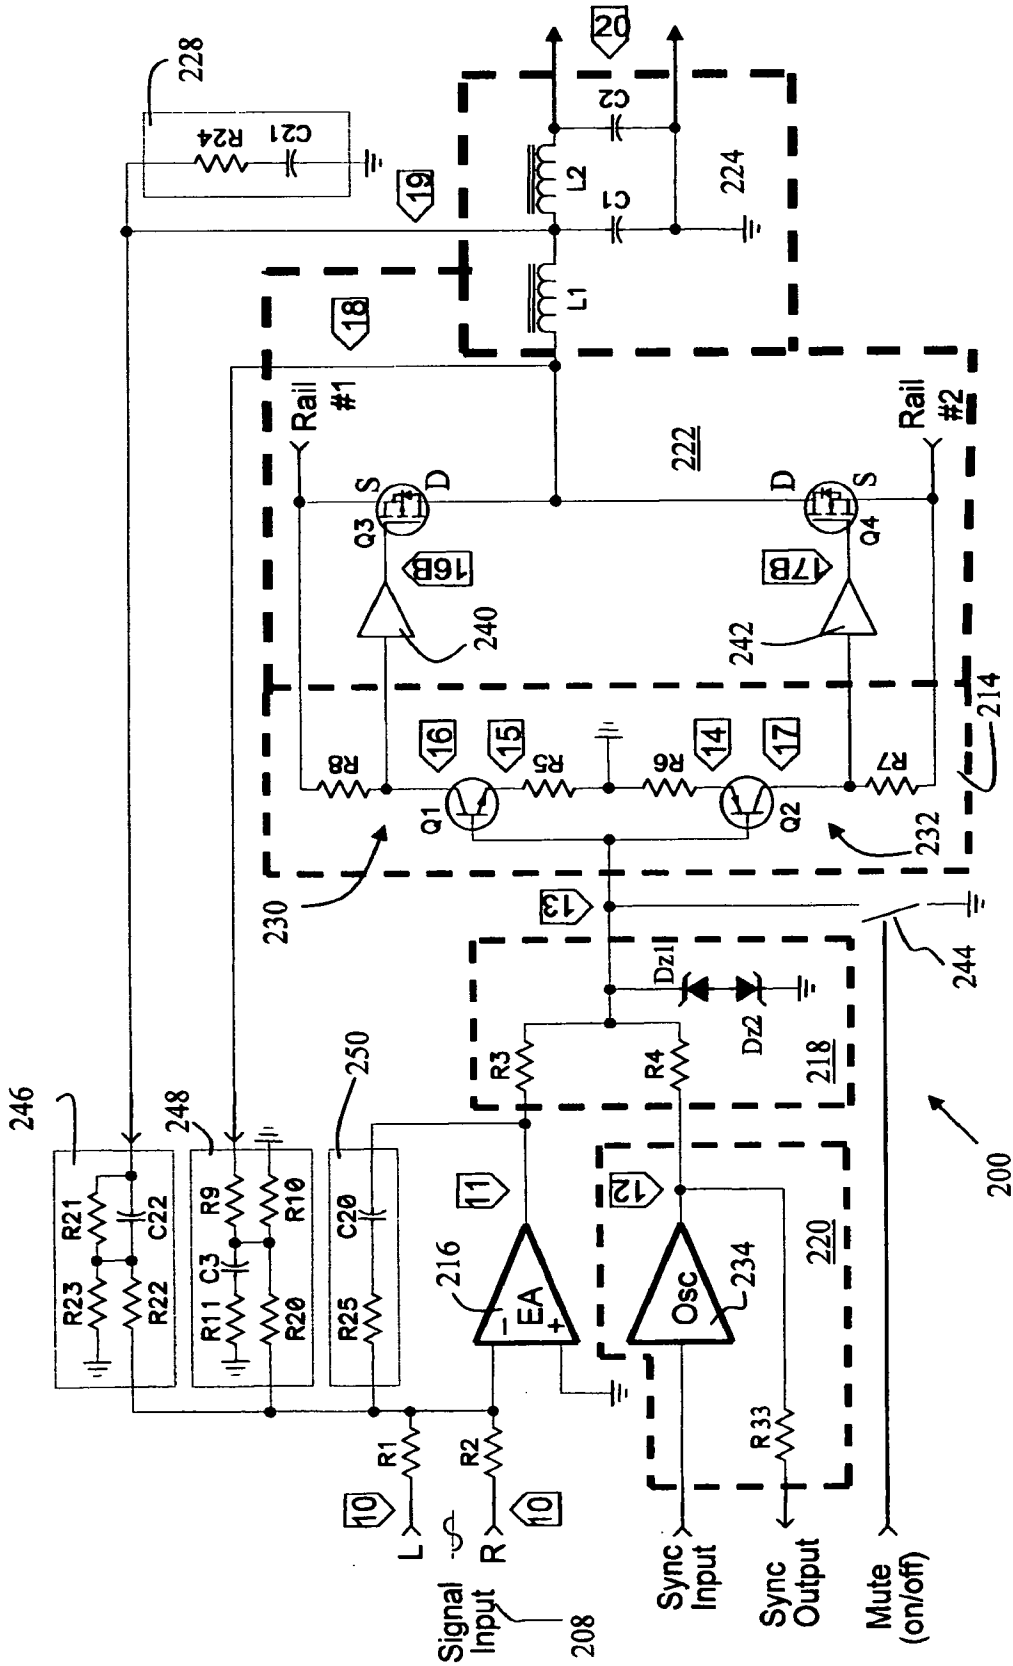 228
R24
C21
19
20
C2
L2
C1
224
L1
18
Rail
#1
222
Rail
#2
S
D
Q3
16B
240
D
S
Q4
17B
242
214
R8
16
Q1
15
R5
R6
14
Q2
17
R7
230
232
13
244
Dz1
Dz2
218
R3
R4
246
R21
C22
R23
R22
248
R9
R10
C3
R11
R20
250
C20
R25
11
216
EA
−
+
12
Osc
234
220
R33
200
R1
R2
10
10
L
R
Signal
Input
208
Sync
Input
Sync
Output
Mute
(on/off)